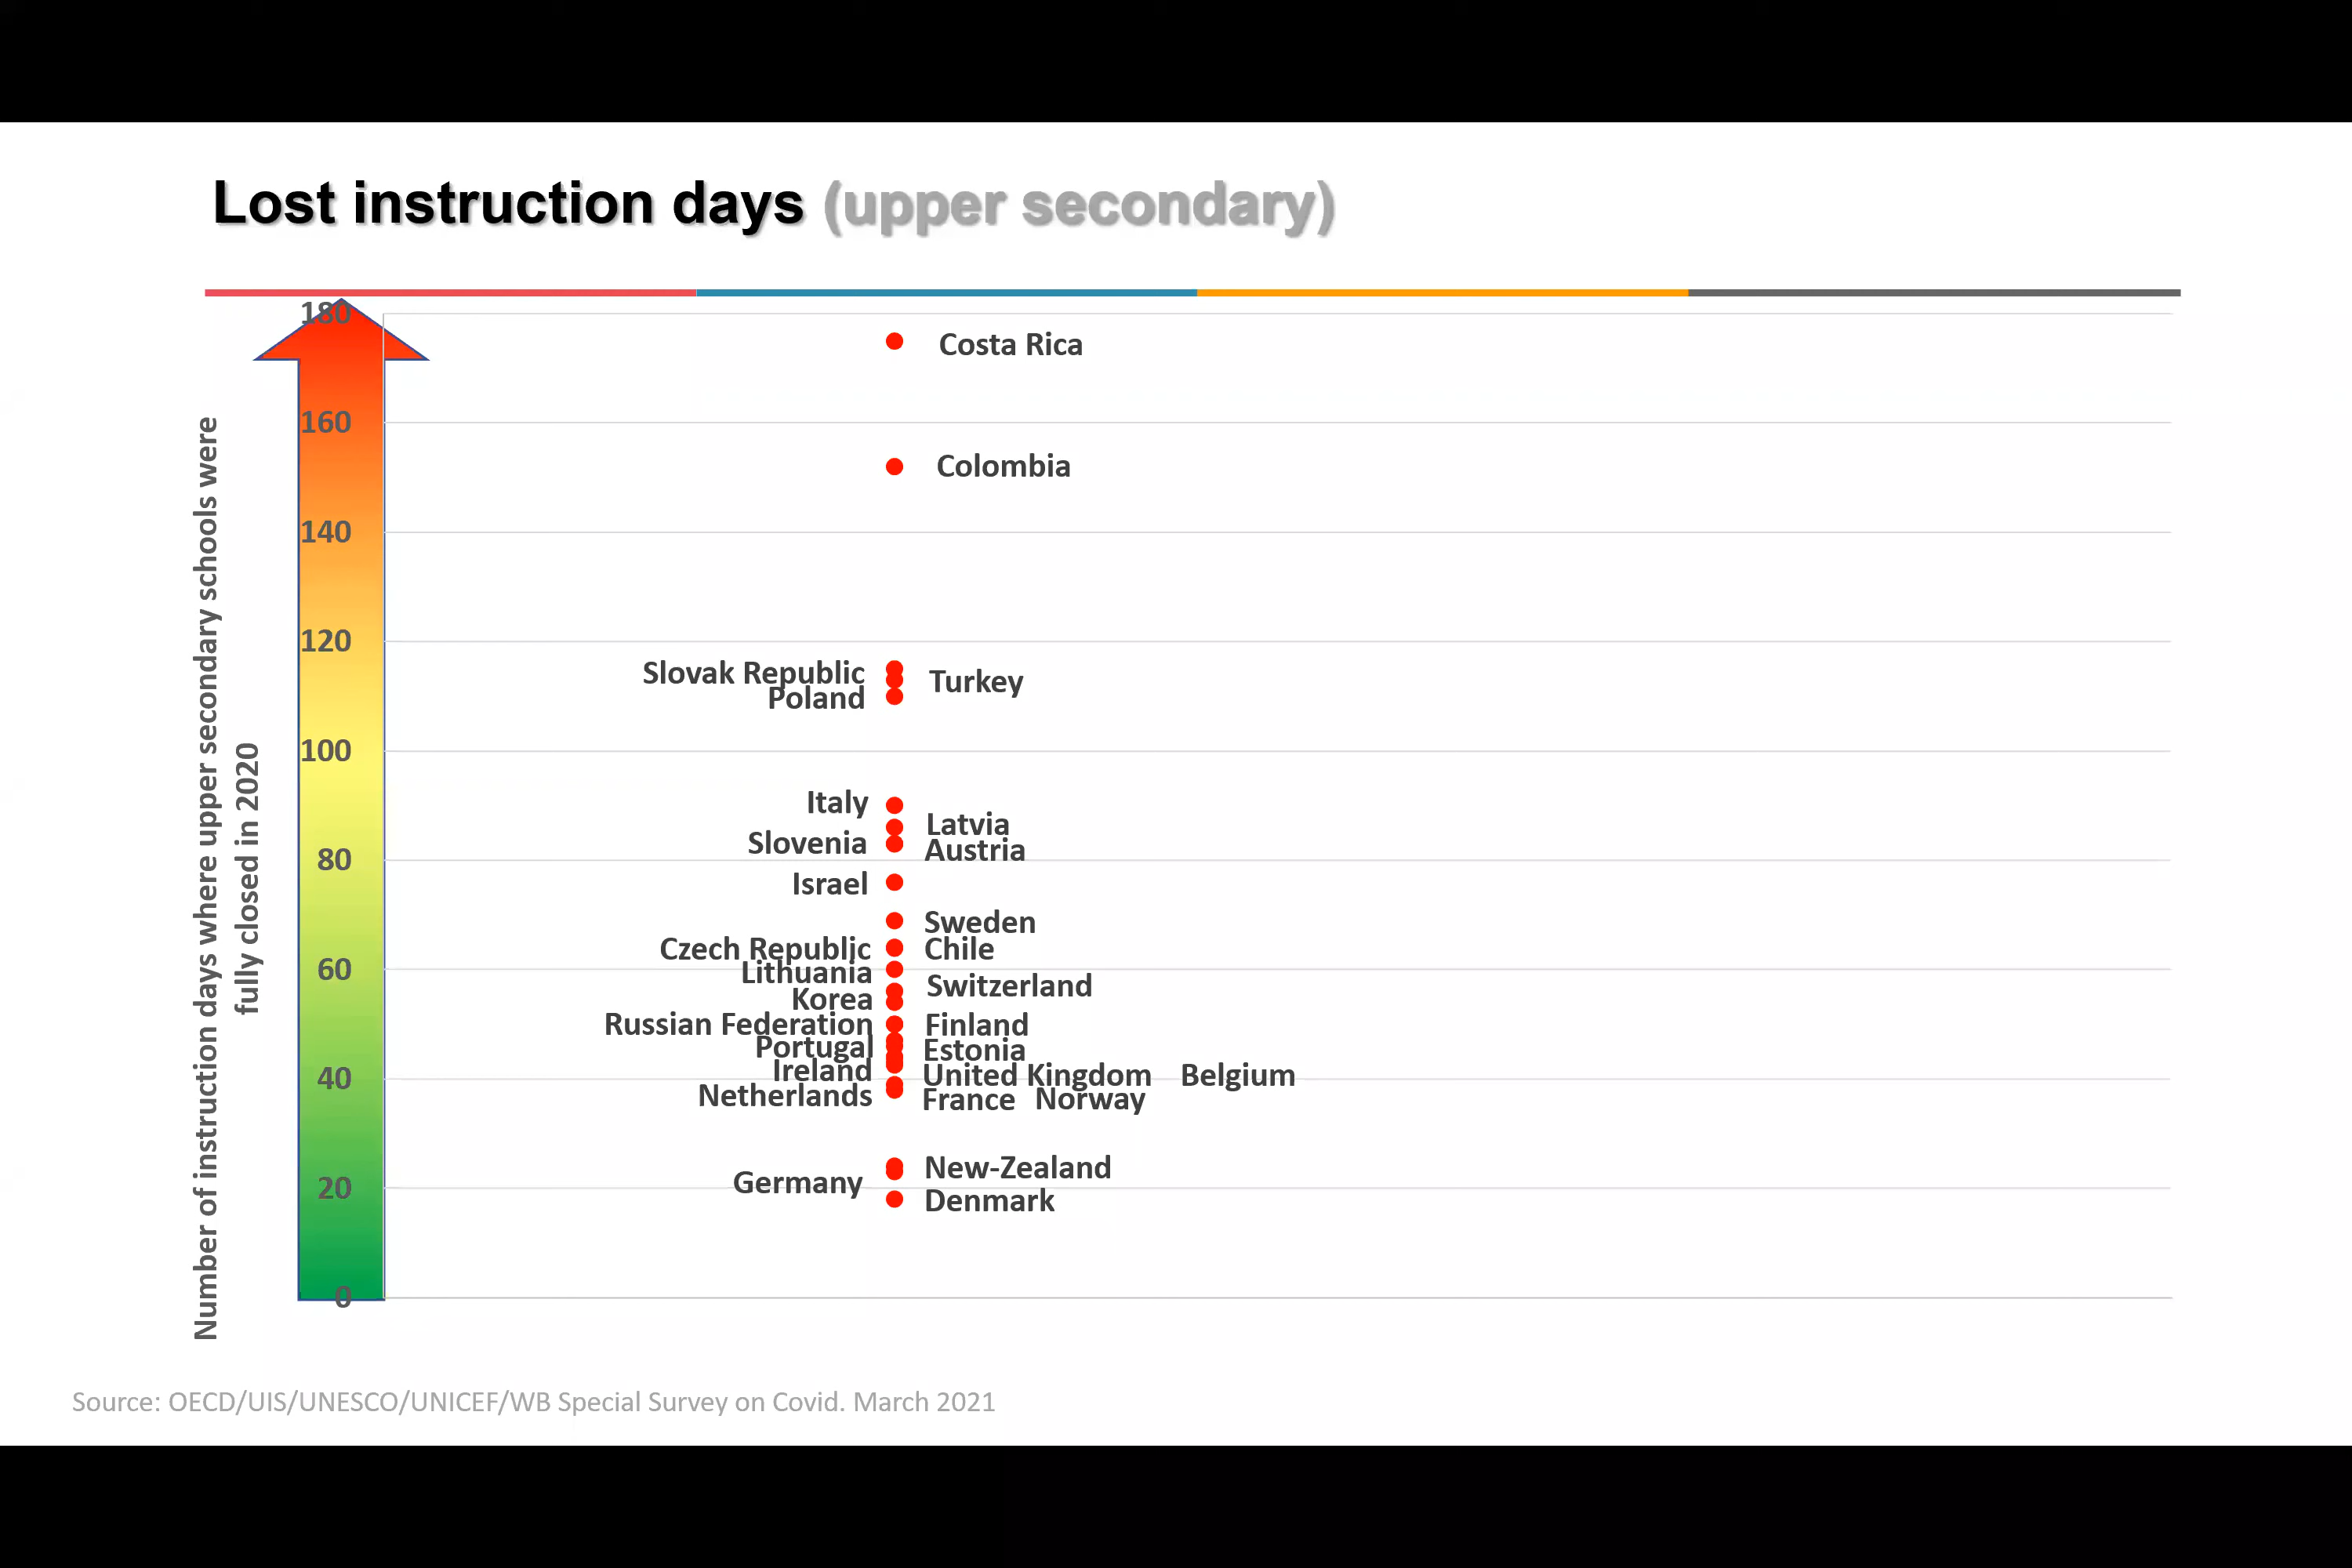 Lost instruction days (upper secondary)
Number of instruction days where upper secondary schools were
fully closed in 2020
180
160
140
120
100
80
60
40
20
0
Costa Rica
Colombia
Slovak Republic
Turkey
Poland
Italy
Latvia
Slovenia
Austria
Israel
Sweden
Czech Republic
Chile
Lithuania
Switzerland
Korea
Russian Federation
Finland
Portugal
Estonia
Ireland
United Kingdom
Belgium
Netherlands
France
Norway
New-Zealand
Germany
Denmark
Source: OECD/UIS/UNESCO/UNICEF/WB Special Survey on Covid. March 2021